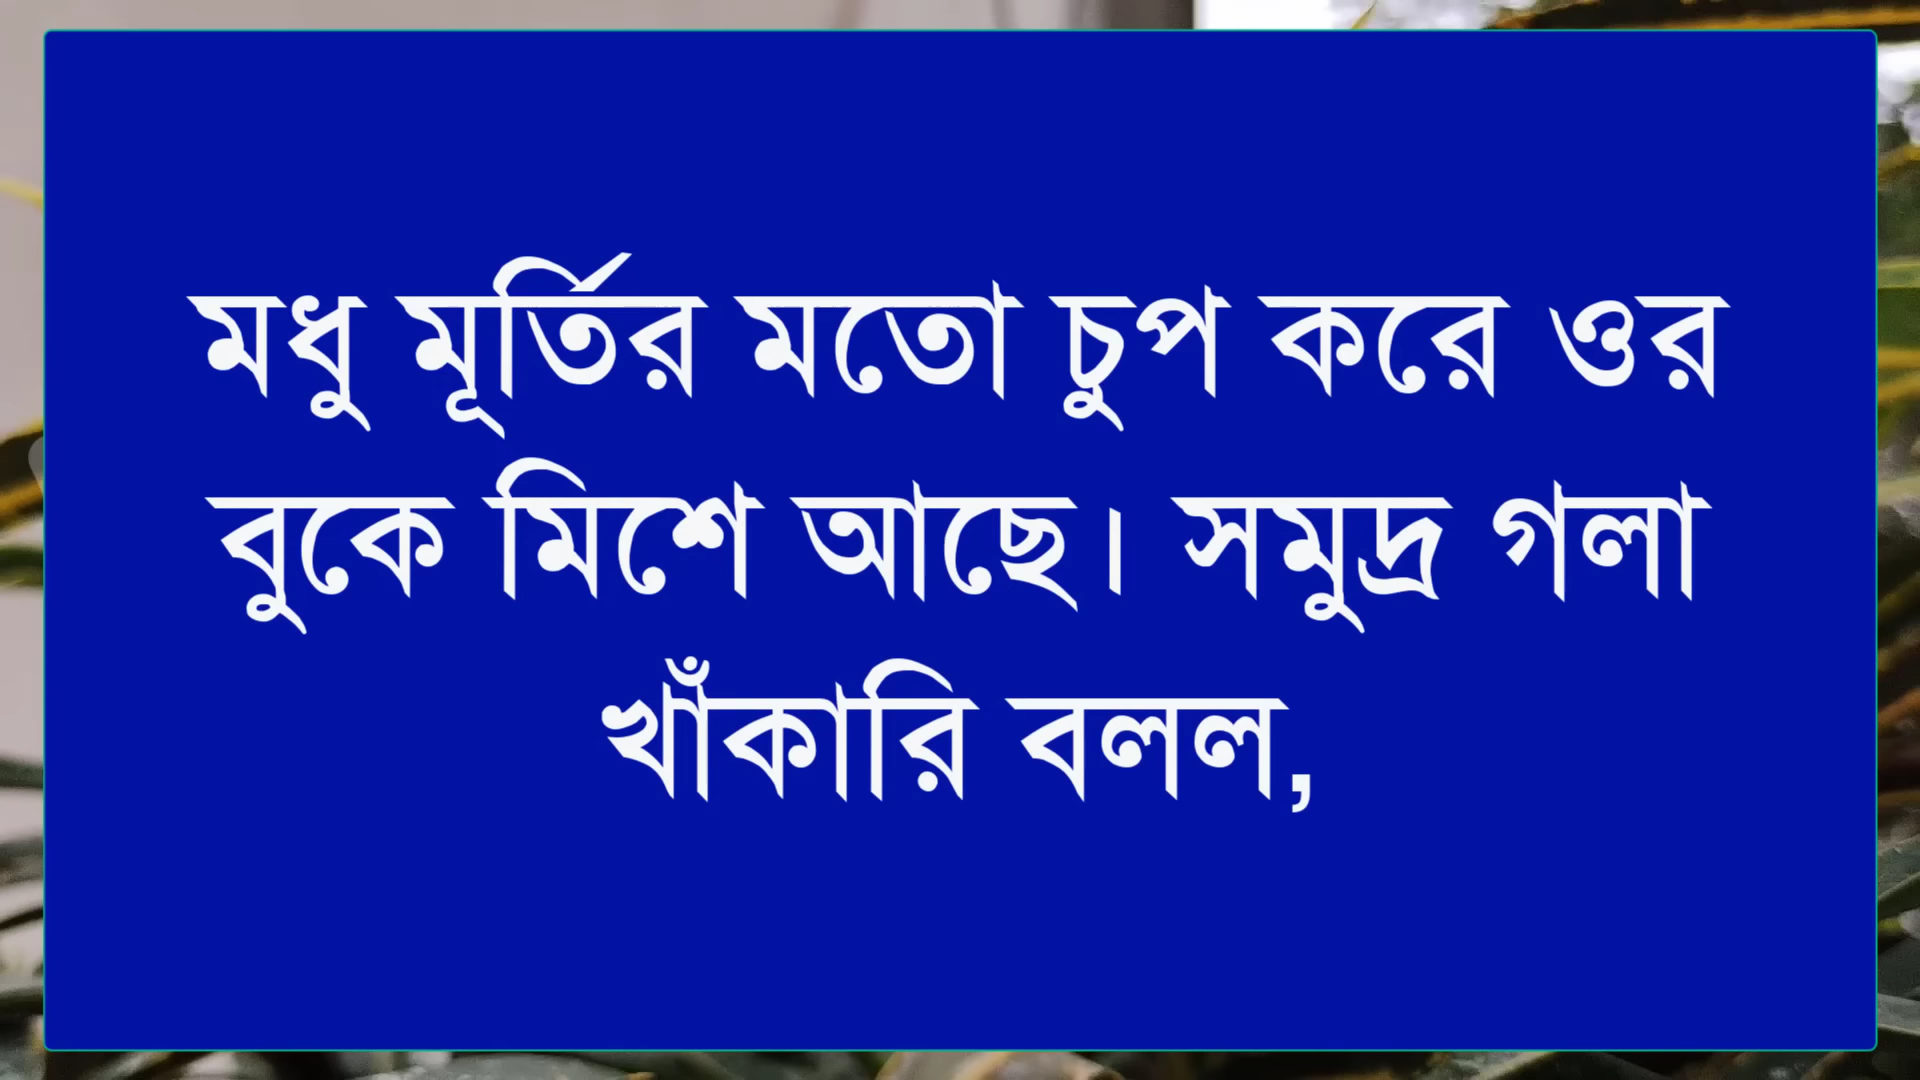 মধু মূর্তির মতো চুপ করে ওর
বুকে মিশে আছে। সমুদ্র গলা
খাঁকারি বলল,